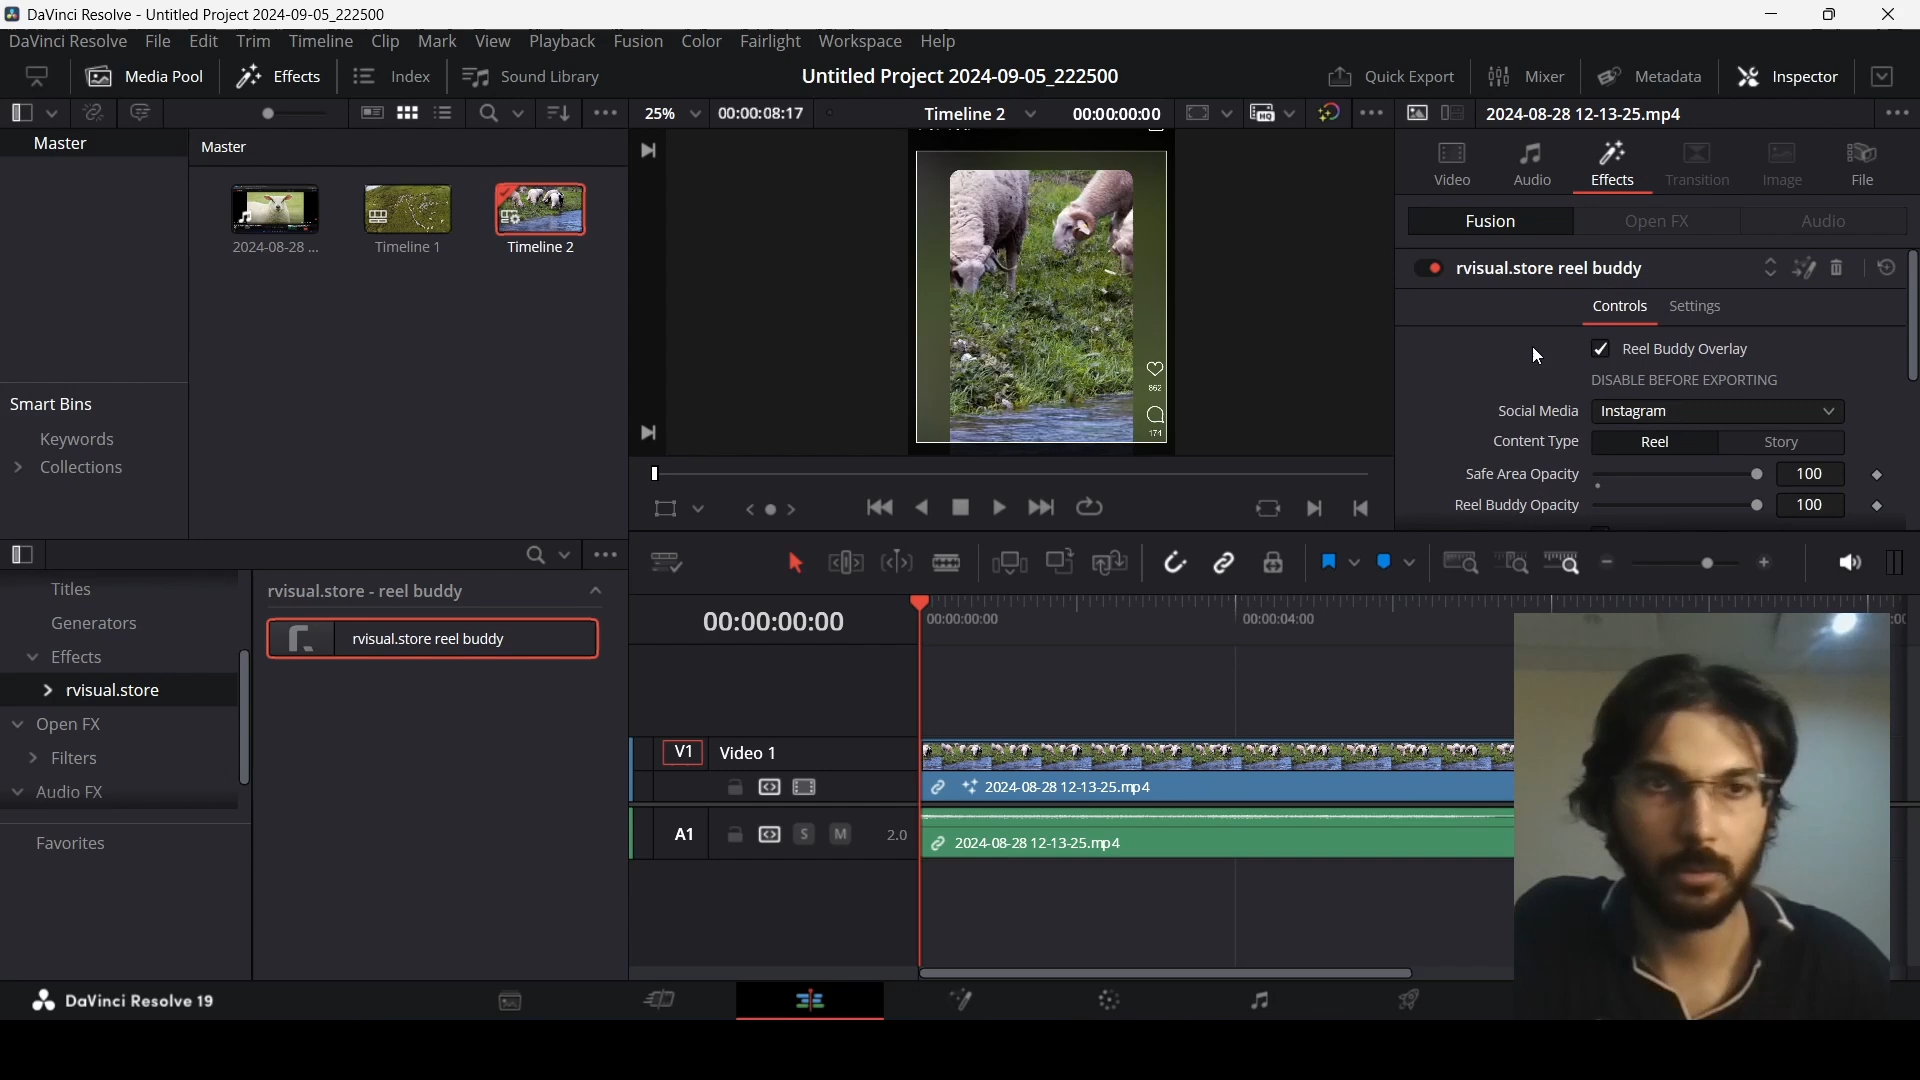 DaVinci Resolve - Untitled Project 2024-09-05_222500
DaVinci Resolve File Edit Trim Timeline Clip Mark View Playback Fusion Color Fairlight Workspace Help
Media Pool Effects Index Sound Library Untitled Project 2024-09-05_222500 Quick Export Mixer Metadata Inspector
25% 00:00:08:17 Timeline 2 00:00:00:00 HQ 2024-08-28 12-13-25.mp4
Master
Master
Video Audio Effects Transition Image File
Fusion Open FX Audio
2024-08-28 ... Timeline 1 Timeline 2
rvisual.store reel buddy
Controls Settings
Reel Buddy Overlay
DISABLE BEFORE EXPORTING
862
Smart Bins
Social Media Instagram
Keywords
Content Type Reel Story
174
Collections
Safe Area Opacity 100
Reel Buddy Opacity 100
Titles
rvisual.store - reel buddy
Generators
00:00:00:00
00:00:00:00 00:00:04:00
rvisual.store reel buddy
Effects
rvisual.store
Open FX
Filters
V1 Video 1
Audio FX
2024-08-28 12-13-25.mp4
A1 S M 2.0
Favorites
2024-08-28 12-13-25.mp4
DaVinci Resolve 19